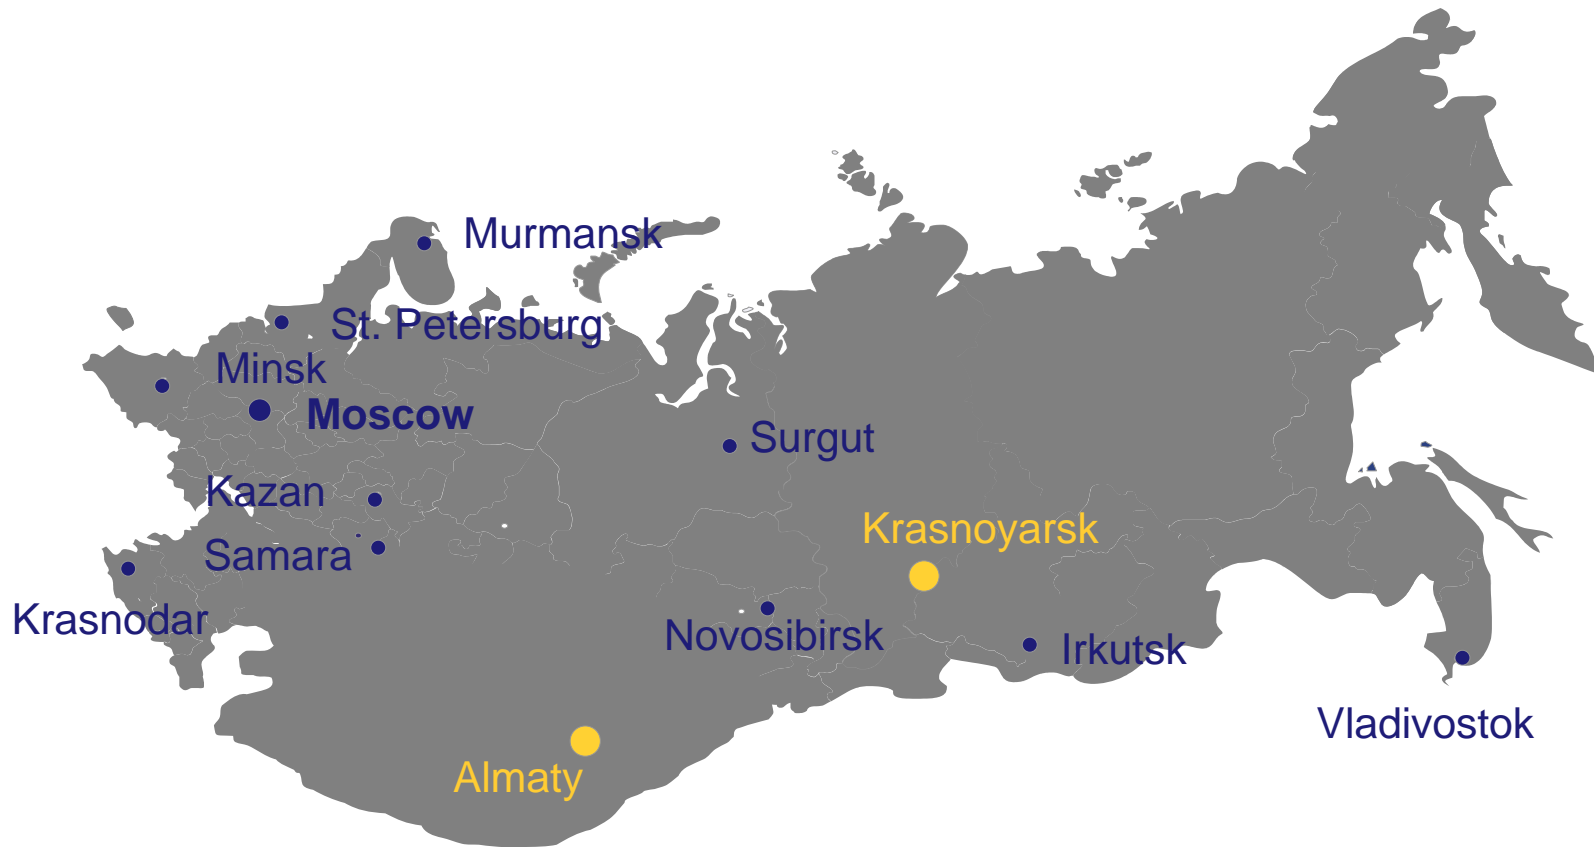 Murmansk
St. Petersburg
Minsk
Moscow
Surgut
Kazan
Krasnoyarsk
Samara
Krasnodar
Novosibirsk
Irkutsk
Vladivostok
Almaty